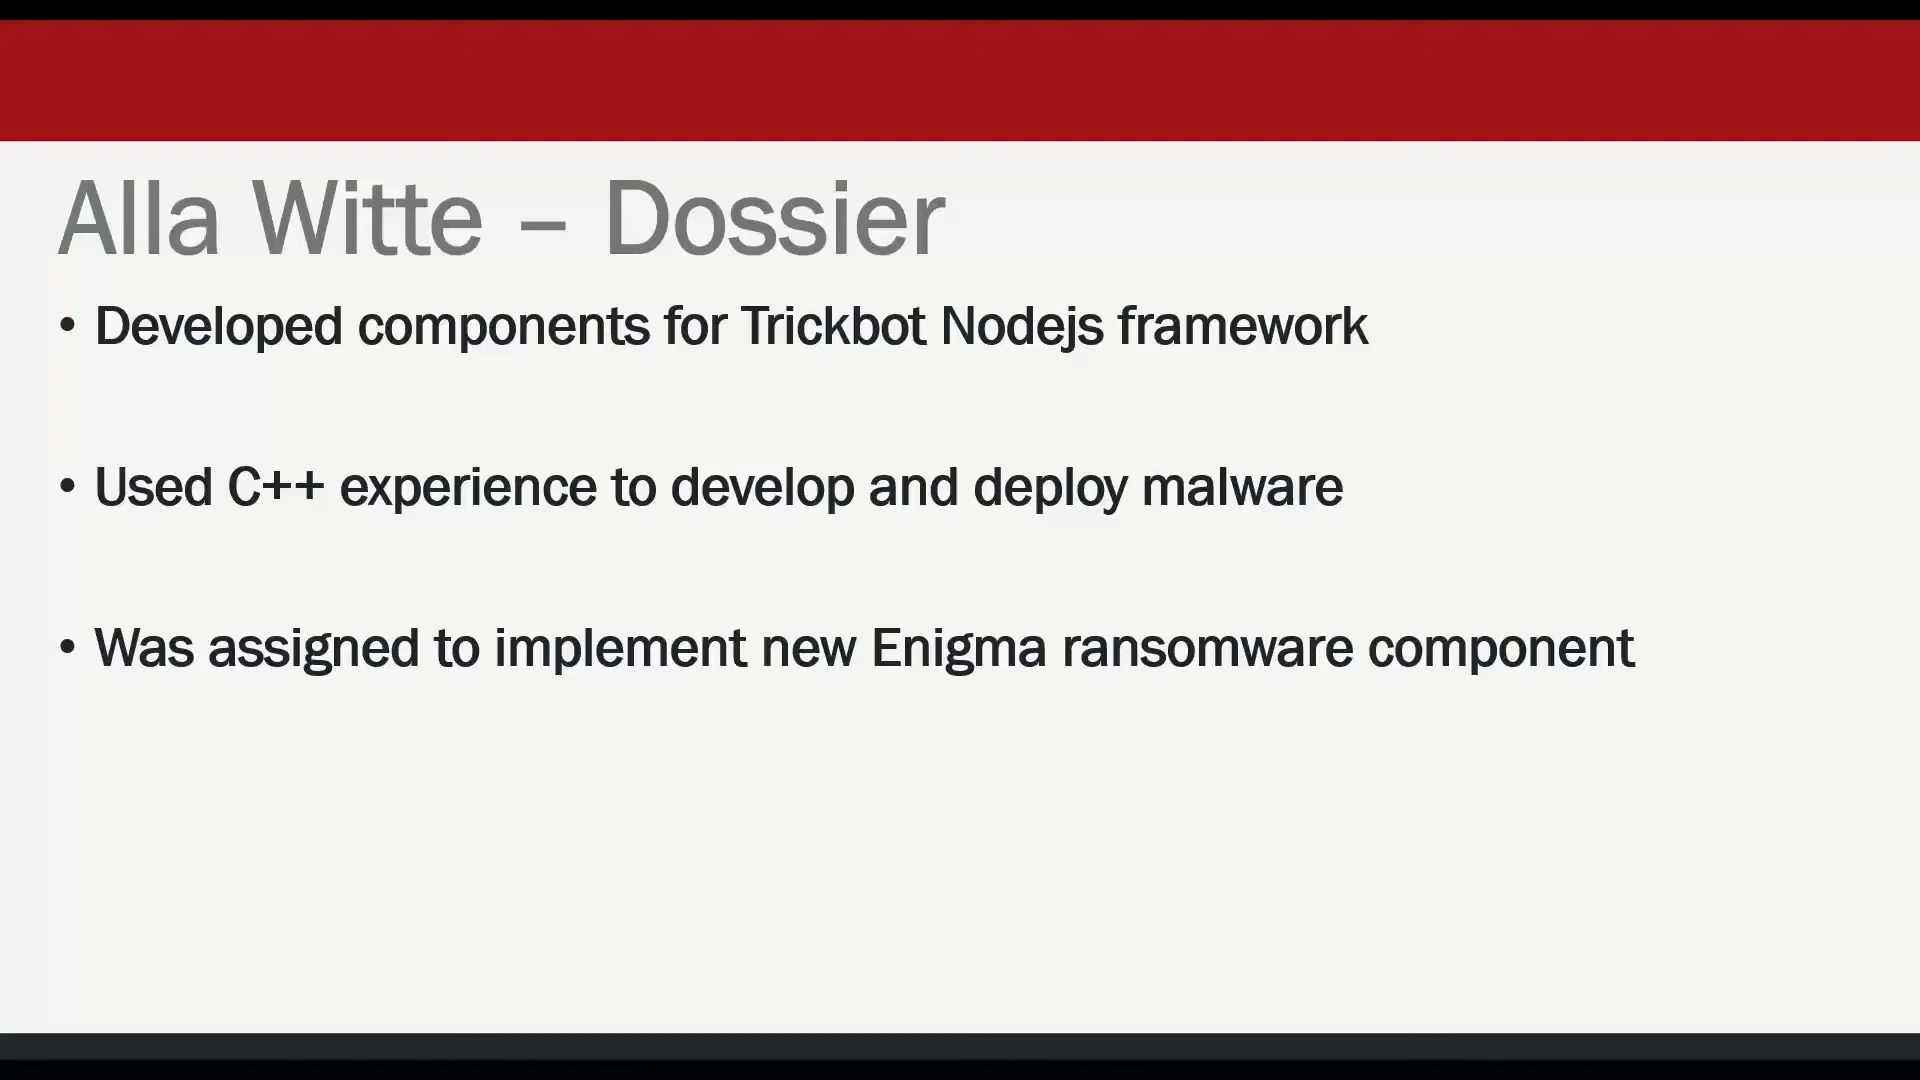 Alla Witte – Dossier
• Developed components for Trickbot Nodejs framework
• Used C++ experience to develop and deploy malware
• Was assigned to implement new Enigma ransomware component